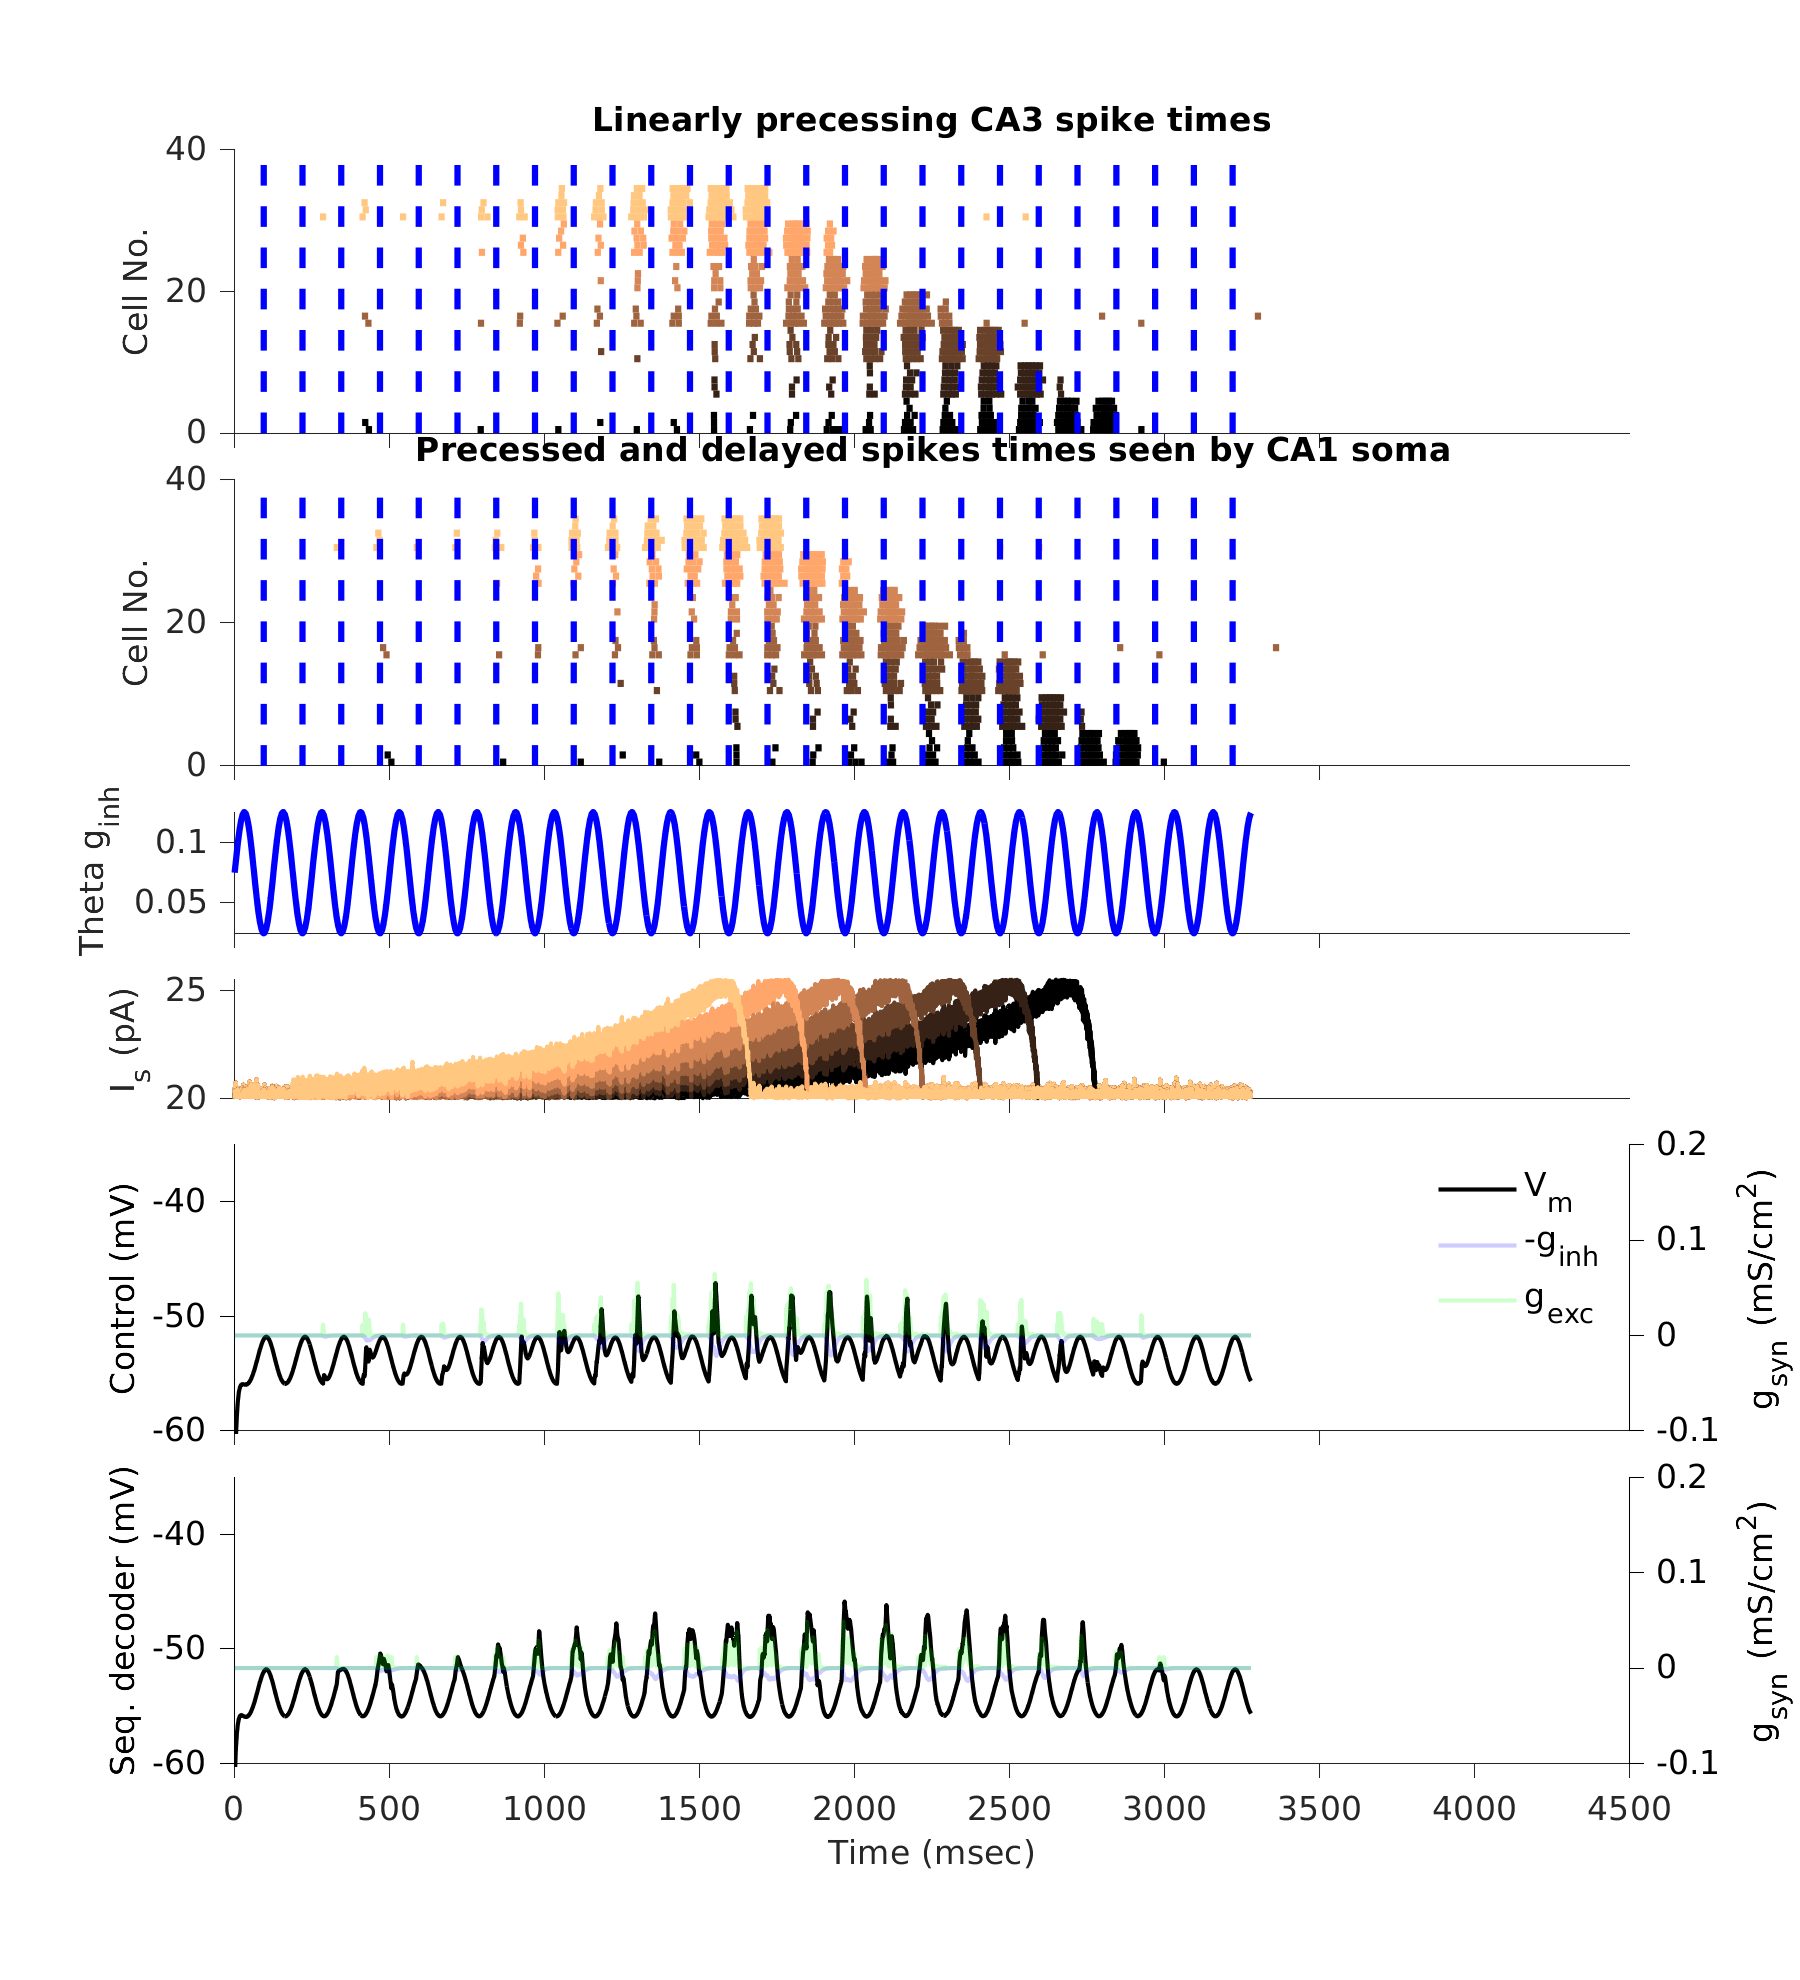 Linearly precessing CA3 spike times
40
20
0
Cell No.
Precessed and delayed spikes times seen by CA1 soma
40
20
0
Cell No.
0.1
0.05
Theta g_inh
25
20
I_s (pA)
-40
-50
-60
Control (mV)
V_m
-g_inh
g_exc
0.2
0.1
0
-0.1
g_syn (mS/cm^2)
-40
-50
-60
Seq. decoder (mV)
0.2
0.1
0
-0.1
g_syn (mS/cm^2)
0 500 1000 1500 2000 2500 3000 3500 4000 4500
Time (msec)